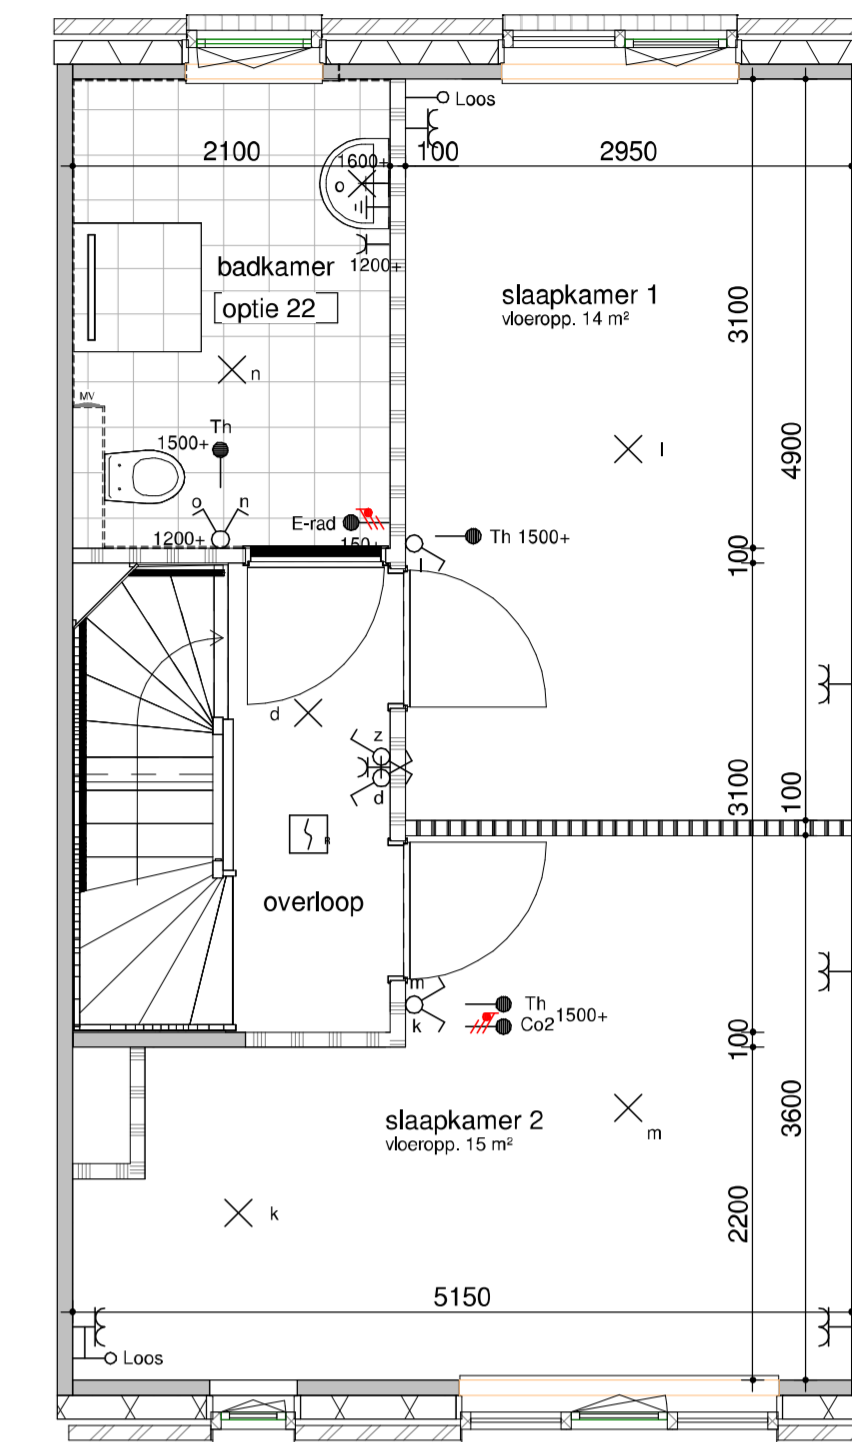 Loos
2100
100
2950
1600+
o
1200+
badkamer
optie 22
slaapkamer 1
vloeropp. 14 m²
3100
n
MV
Th
1500+
l
4900
o
n
E-rad
1200+
150+
Th 1500+
l
100
d
z
d
3100
100
R
overloop
m
k
Th
Co2
1500+
100
slaapkamer 2
vloeropp. 15 m²
m
3600
k
2200
5150
Loos